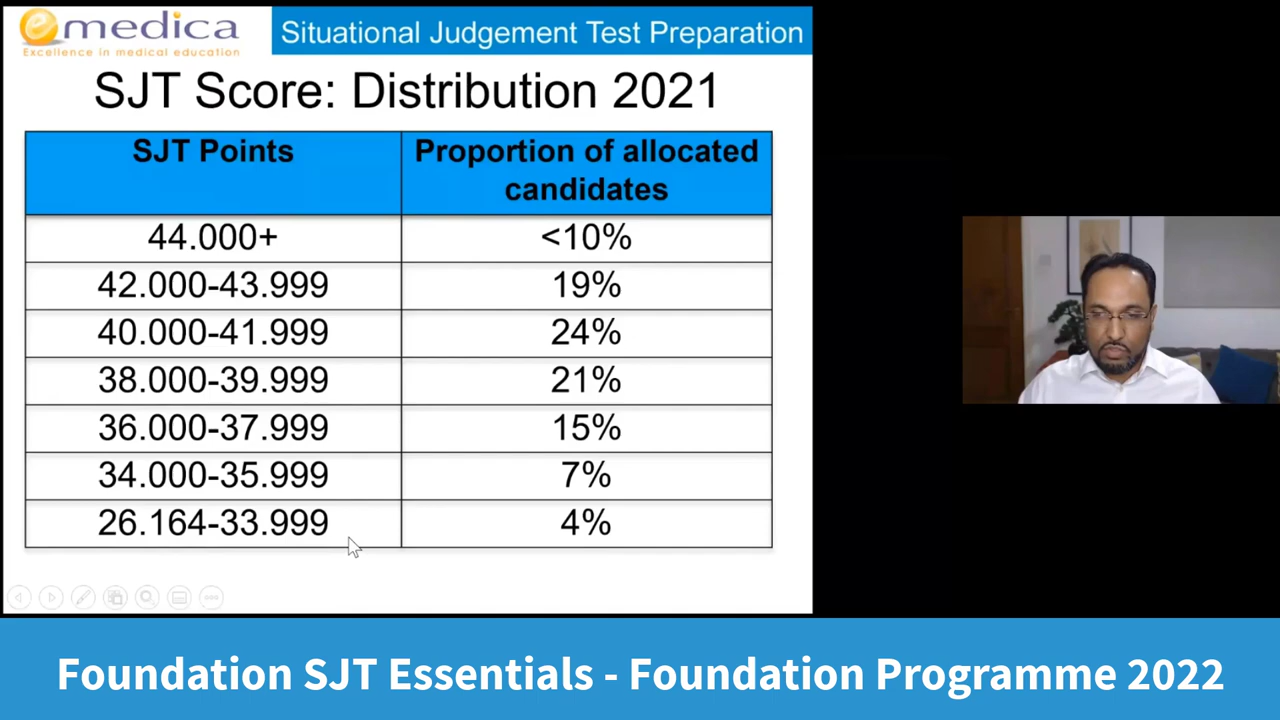 emedica
Excellence in medical education
Situational Judgement Test Preparation
SJT Score: Distribution 2021
SJT Points
Proportion of allocated
candidates
44.000+
<10%
42.000-43.999
19%
40.000-41.999
24%
38.000-39.999
21%
36.000-37.999
15%
34.000-35.999
7%
26.164-33.999
4%
Foundation SJT Essentials - Foundation Programme 2022